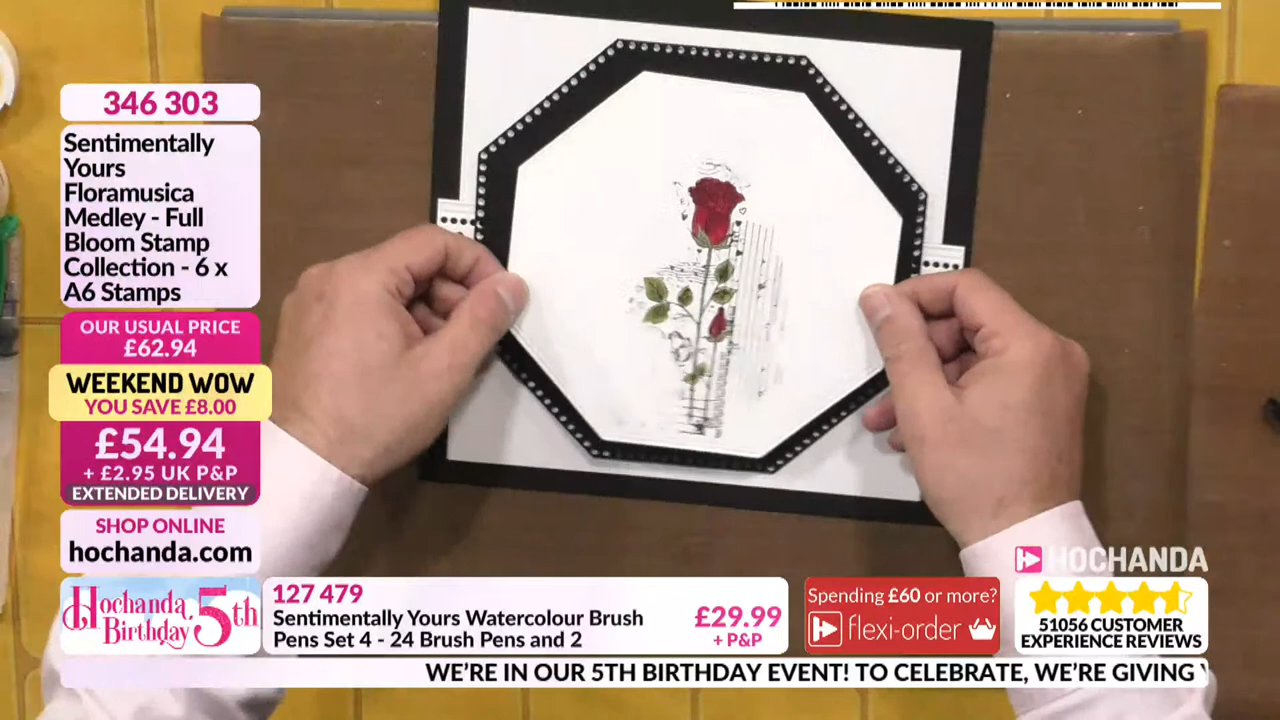 346 303
Sentimentally
Yours
Floramusica
Medley - Full
Bloom Stamp
Collection - 6 x
A6 Stamps
OUR USUAL PRICE
£62.94
WEEKEND WOW
YOU SAVE £8.00
£54.94
+ £2.95 UK P&P
EXTENDED DELIVERY
SHOP ONLINE
hochanda.com
Hochanda
Birthday 5th
127 479
Sentimentally Yours Watercolour Brush
Pens Set 4 - 24 Brush Pens and 2
£29.99
+ P&P
Spending £60 or more?
flexi-order
HOCHANDA
51056 CUSTOMER
EXPERIENCE REVIEWS
WE'RE IN OUR 5TH BIRTHDAY EVENT! TO CELEBRATE, WE'RE GIVING